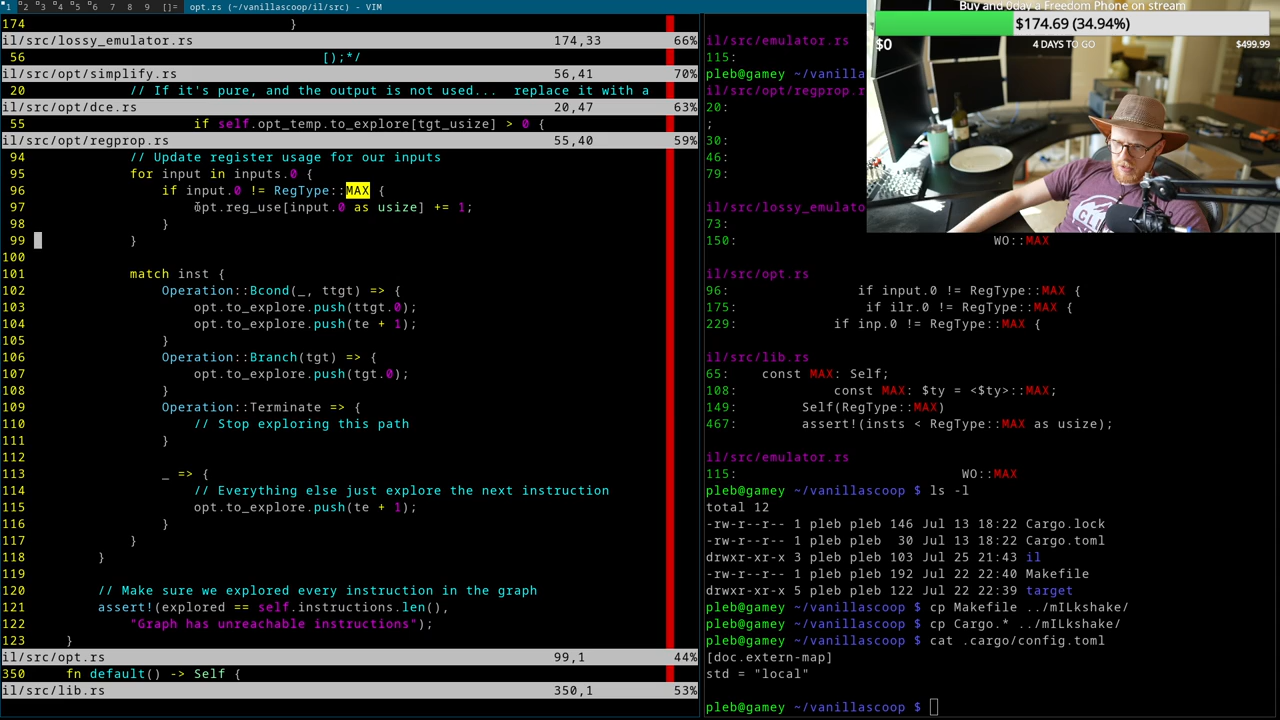 1 2 3 4 5 6 7 8 9 []= opt.rs (~/vanillascoop/il/src) - VIM
174 }
il/src/lossy_emulator.rs 174,33 66%
56 [);*/
il/src/opt/simplify.rs 56,41 70%
20 // If it's pure, and the output is not used... replace it with a
il/src/opt/dce.rs 20,47 63%
55 if self.opt_temp.to_explore[tgt_usize] > 0 {
il/src/opt/regprop.rs 55,40 59%
94 // Update register usage for our inputs
95 for input in inputs.0 {
96 if input.0 != RegType::MAX {
97 opt.reg_use[input.0 as usize] += 1;
98 }
99 }
100
101 match inst {
102 Operation::Bcond(_, ttgt) => {
103 opt.to_explore.push(ttgt.0);
104 opt.to_explore.push(te + 1);
105 }
106 Operation::Branch(tgt) => {
107 opt.to_explore.push(tgt.0);
108 }
109 Operation::Terminate => {
110 // Stop exploring this path
111 }
112
113 _ => {
114 // Everything else just explore the next instruction
115 opt.to_explore.push(te + 1);
116 }
117 }
118 }
119
120 // Make sure we explored every instruction in the graph
121 assert!(explored == self.instructions.len(),
122 "Graph has unreachable instructions");
123 }
il/src/opt.rs 99,1 44%
350 fn default() -> Self {
il/src/lib.rs 350,1 53%
il/src/emulator.rs
115:
pleb@gamey ~/vanilla
il/src/opt/regprop.r
20:
;
30:
46:
79:
il/src/lossy_emulato
73:
150: WO::MAX
il/src/opt.rs
96: if input.0 != RegType::MAX {
175: if ilr.0 != RegType::MAX {
229: if inp.0 != RegType::MAX {
il/src/lib.rs
65: const MAX: Self;
108: const MAX: $ty = <$ty>::MAX;
149: Self(RegType::MAX)
467: assert!(insts < RegType::MAX as usize);
il/src/emulator.rs
115: WO::MAX
pleb@gamey ~/vanillascoop $ ls -l
total 12
-rw-r--r-- 1 pleb pleb 146 Jul 13 18:22 Cargo.lock
-rw-r--r-- 1 pleb pleb 30 Jul 13 18:22 Cargo.toml
drwxr-xr-x 3 pleb pleb 103 Jul 25 21:43 il
-rw-r--r-- 1 pleb pleb 192 Jul 22 22:40 Makefile
drwxr-xr-x 5 pleb pleb 122 Jul 22 22:39 target
pleb@gamey ~/vanillascoop $ cp Makefile ../mILkshake/
pleb@gamey ~/vanillascoop $ cp Cargo.* ../mILkshake/
pleb@gamey ~/vanillascoop $ cat .cargo/config.toml
[doc.extern-map]
std = "local"
pleb@gamey ~/vanillascoop $
Buy and 0day a Freedom Phone on stream
$174.69 (34.94%)
$0 4 DAYS TO GO $499.99